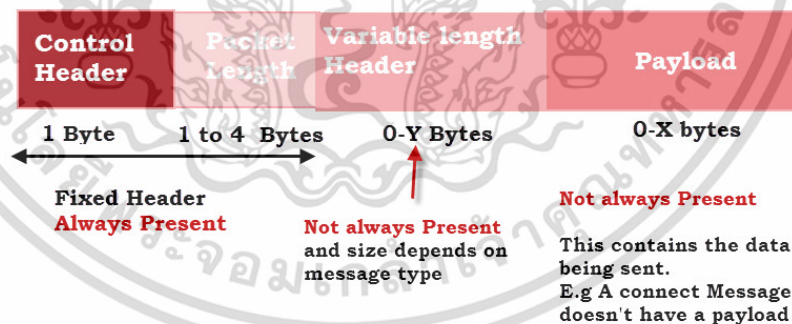 Control
Header
Packet
Length
Variable length
Header
Payload
1 Byte
1 to 4 Bytes
0-Y Bytes
0-X bytes
Fixed Header
Always Present
Not always Present
and size depends on
message type
Not always Present
This contains the data
being sent.
E.g A connect Message
doesn't have a payload